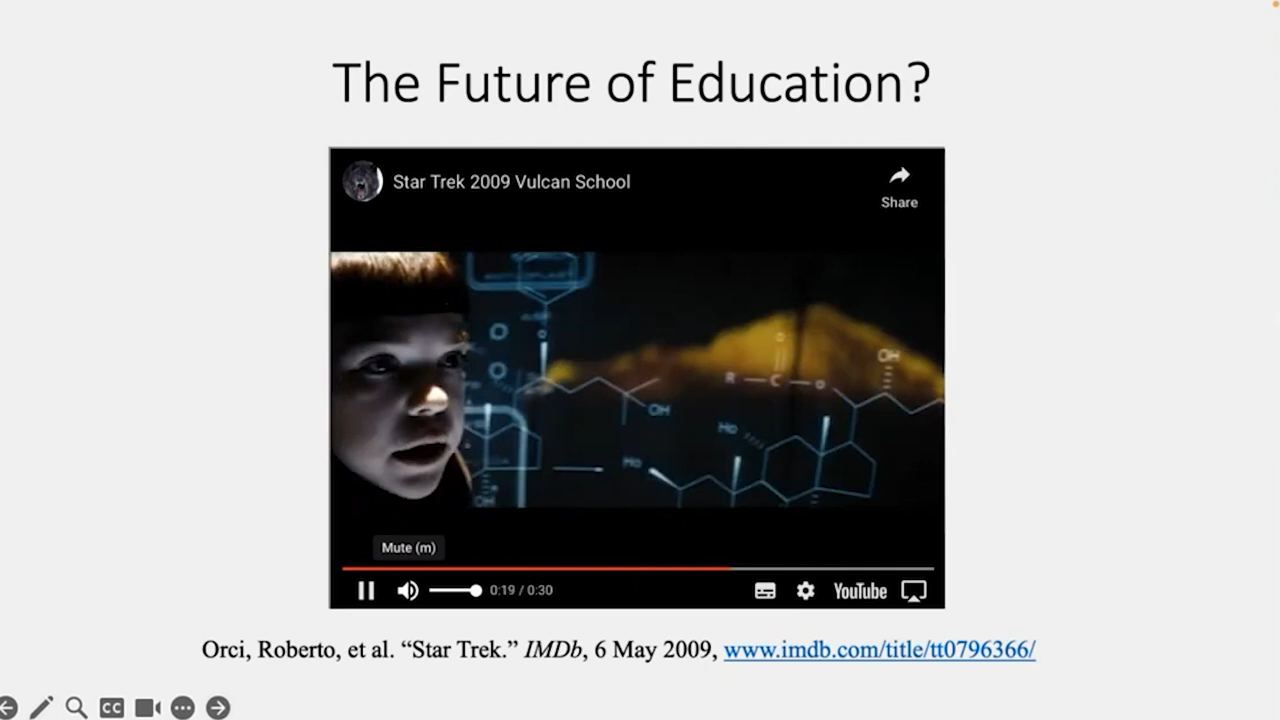 The Future of Education?
Star Trek 2009 Vulcan School
Share
OH
R — C — O
OH
Ho
Ho
OH
Mute (m)
0:19 / 0:30
YouTube
Orci, Roberto, et al. “Star Trek.” IMDb, 6 May 2009, www.imdb.com/title/tt0796366/
CC